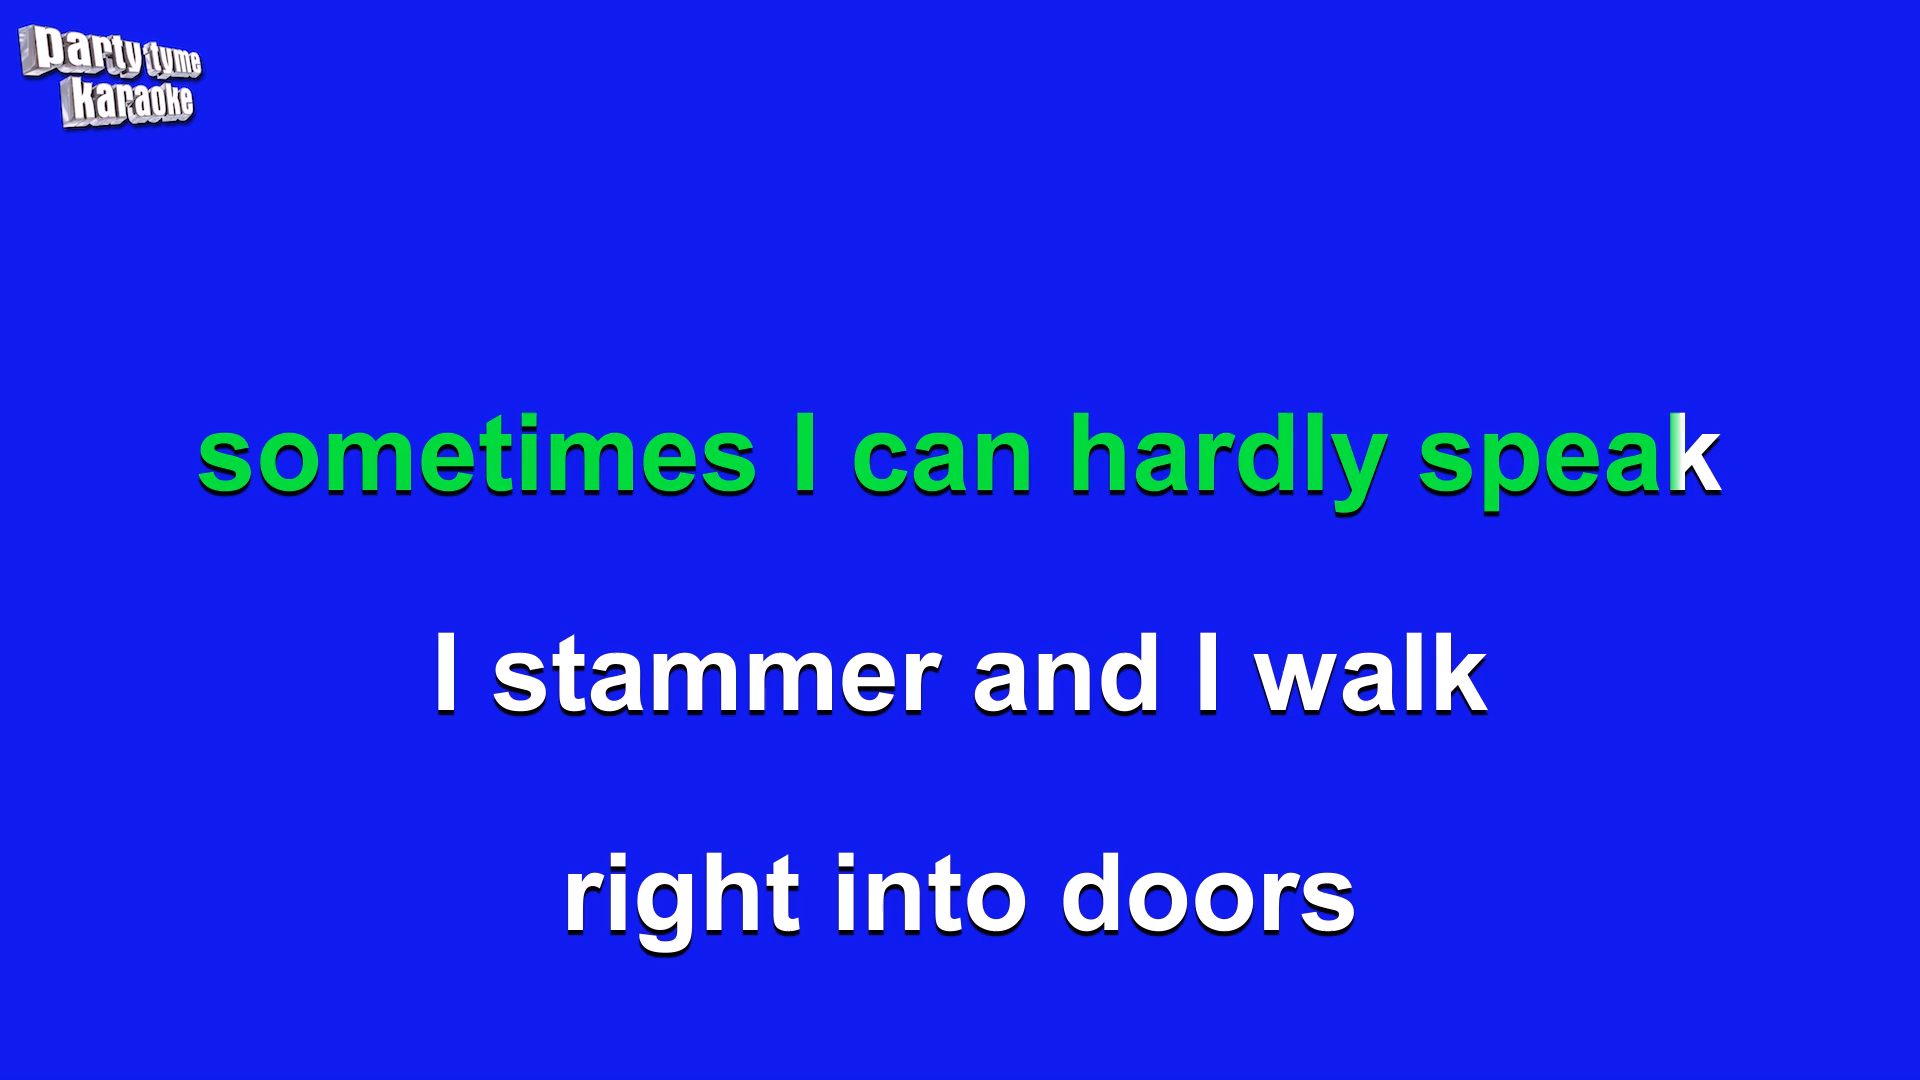 party tyme
karaoke
sometimes I can hardly speak
I stammer and I walk
right into doors